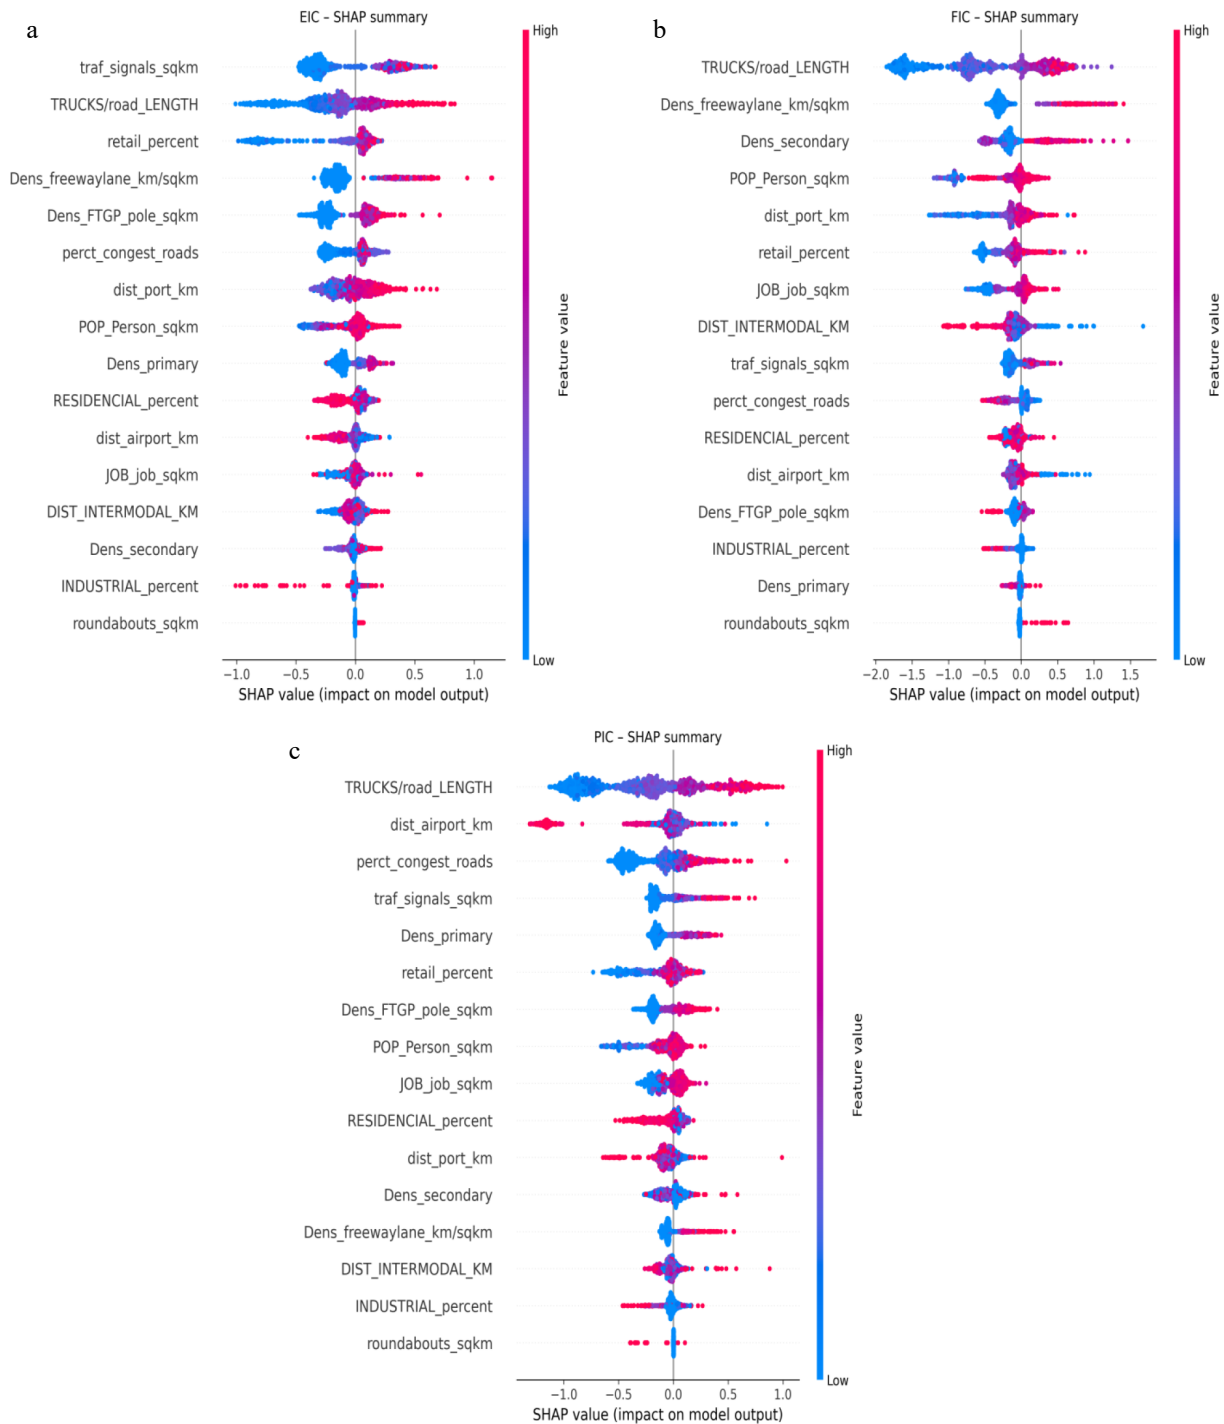 a
EIC – SHAP summary
traf_signals_sqkm
TRUCKS/road_LENGTH
retail_percent
Dens_freewaylane_km/sqkm
Dens_FTGP_pole_sqkm
perct_congest_roads
dist_port_km
POP_Person_sqkm
Dens_primary
RESIDENCIAL_percent
dist_airport_km
JOB_job_sqkm
DIST_INTERMODAL_KM
Dens_secondary
INDUSTRIAL_percent
roundabouts_sqkm
−1.0 −0.5 0.0 0.5 1.0
SHAP value (impact on model output)
High
Feature value
Low
b
FIC – SHAP summary
TRUCKS/road_LENGTH
Dens_freewaylane_km/sqkm
Dens_secondary
POP_Person_sqkm
dist_port_km
retail_percent
JOB_job_sqkm
DIST_INTERMODAL_KM
traf_signals_sqkm
perct_congest_roads
RESIDENCIAL_percent
dist_airport_km
Dens_FTGP_pole_sqkm
INDUSTRIAL_percent
Dens_primary
roundabouts_sqkm
−2.0 −1.5 −1.0 −0.5 0.0 0.5 1.0 1.5
SHAP value (impact on model output)
High
Feature value
Low
c
PIC – SHAP summary
TRUCKS/road_LENGTH
dist_airport_km
perct_congest_roads
traf_signals_sqkm
Dens_primary
retail_percent
Dens_FTGP_pole_sqkm
POP_Person_sqkm
JOB_job_sqkm
RESIDENCIAL_percent
dist_port_km
Dens_secondary
Dens_freewaylane_km/sqkm
DIST_INTERMODAL_KM
INDUSTRIAL_percent
roundabouts_sqkm
−1.0 −0.5 0.0 0.5 1.0
SHAP value (impact on model output)
High
Feature value
Low